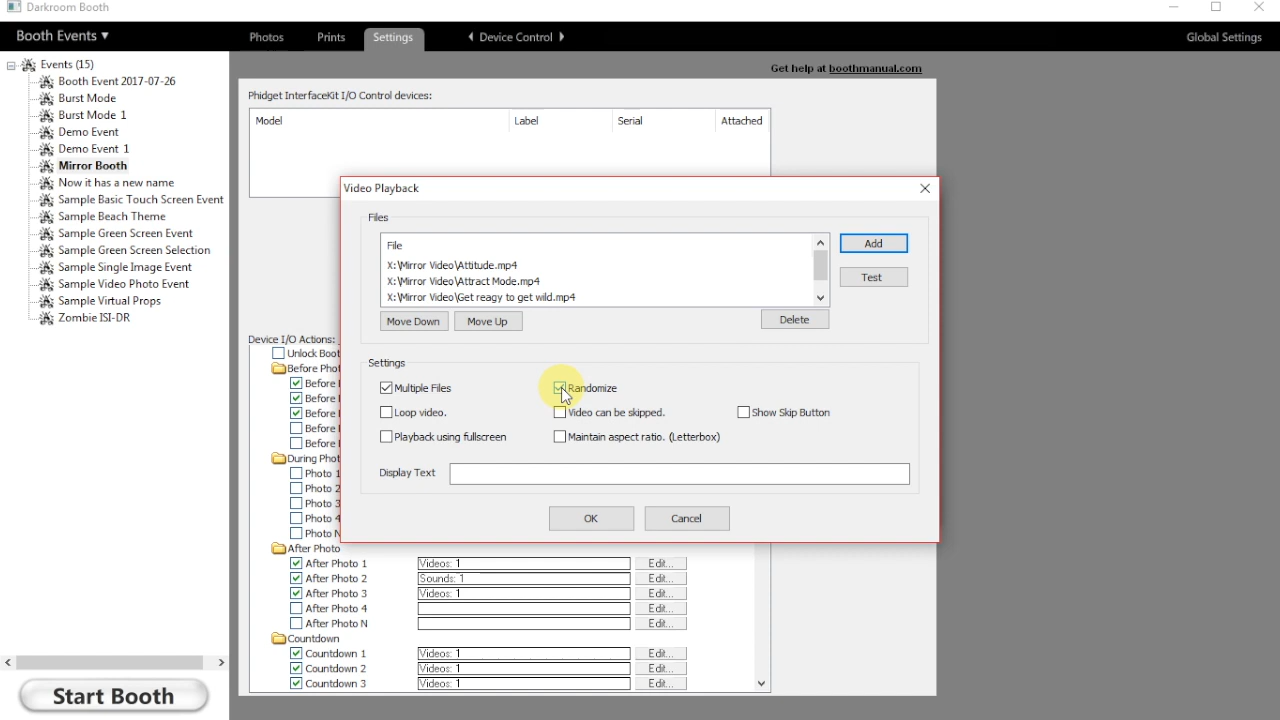 Darkroom Booth
Booth Events ▾
Photos
Prints
Settings
Device Control
Global Settings
Events (15)
Booth Event 2017-07-26
Burst Mode
Burst Mode 1
Demo Event
Demo Event 1
Mirror Booth
Now it has a new name
Sample Basic Touch Screen Event
Sample Beach Theme
Sample Green Screen Event
Sample Green Screen Selection
Sample Single Image Event
Sample Video Photo Event
Sample Virtual Props
Zombie ISI-DR
Start Booth
Get help at boothmanual.com
Phidget InterfaceKit I/O Control devices:
Model Label Serial Attached
Video Playback
Files
File
X:\Mirror Video\Attitude.mp4
X:\Mirror Video\Attract Mode.mp4
X:\Mirror Video\Get reagy to get wild.mp4
Add
Test
Move Down
Move Up
Delete
Settings
Multiple Files
Randomize
Loop video.
Video can be skipped.
Show Skip Button
Playback using fullscreen
Maintain aspect ratio. (Letterbox)
Display Text
OK
Cancel
Device I/O Actions:
Unlock Boot
Before Phot
Before
Before
Before
Before
Before
During Phot
Photo 1
Photo 2
Photo 3
Photo 4
Photo N
After Photo
After Photo 1 Videos: 1 Edit...
After Photo 2 Sounds: 1 Edit...
After Photo 3 Videos: 1 Edit...
After Photo 4 Edit...
After Photo N Edit...
Countdown
Countdown 1 Videos: 1 Edit...
Countdown 2 Videos: 1 Edit...
Countdown 3 Videos: 1 Edit...